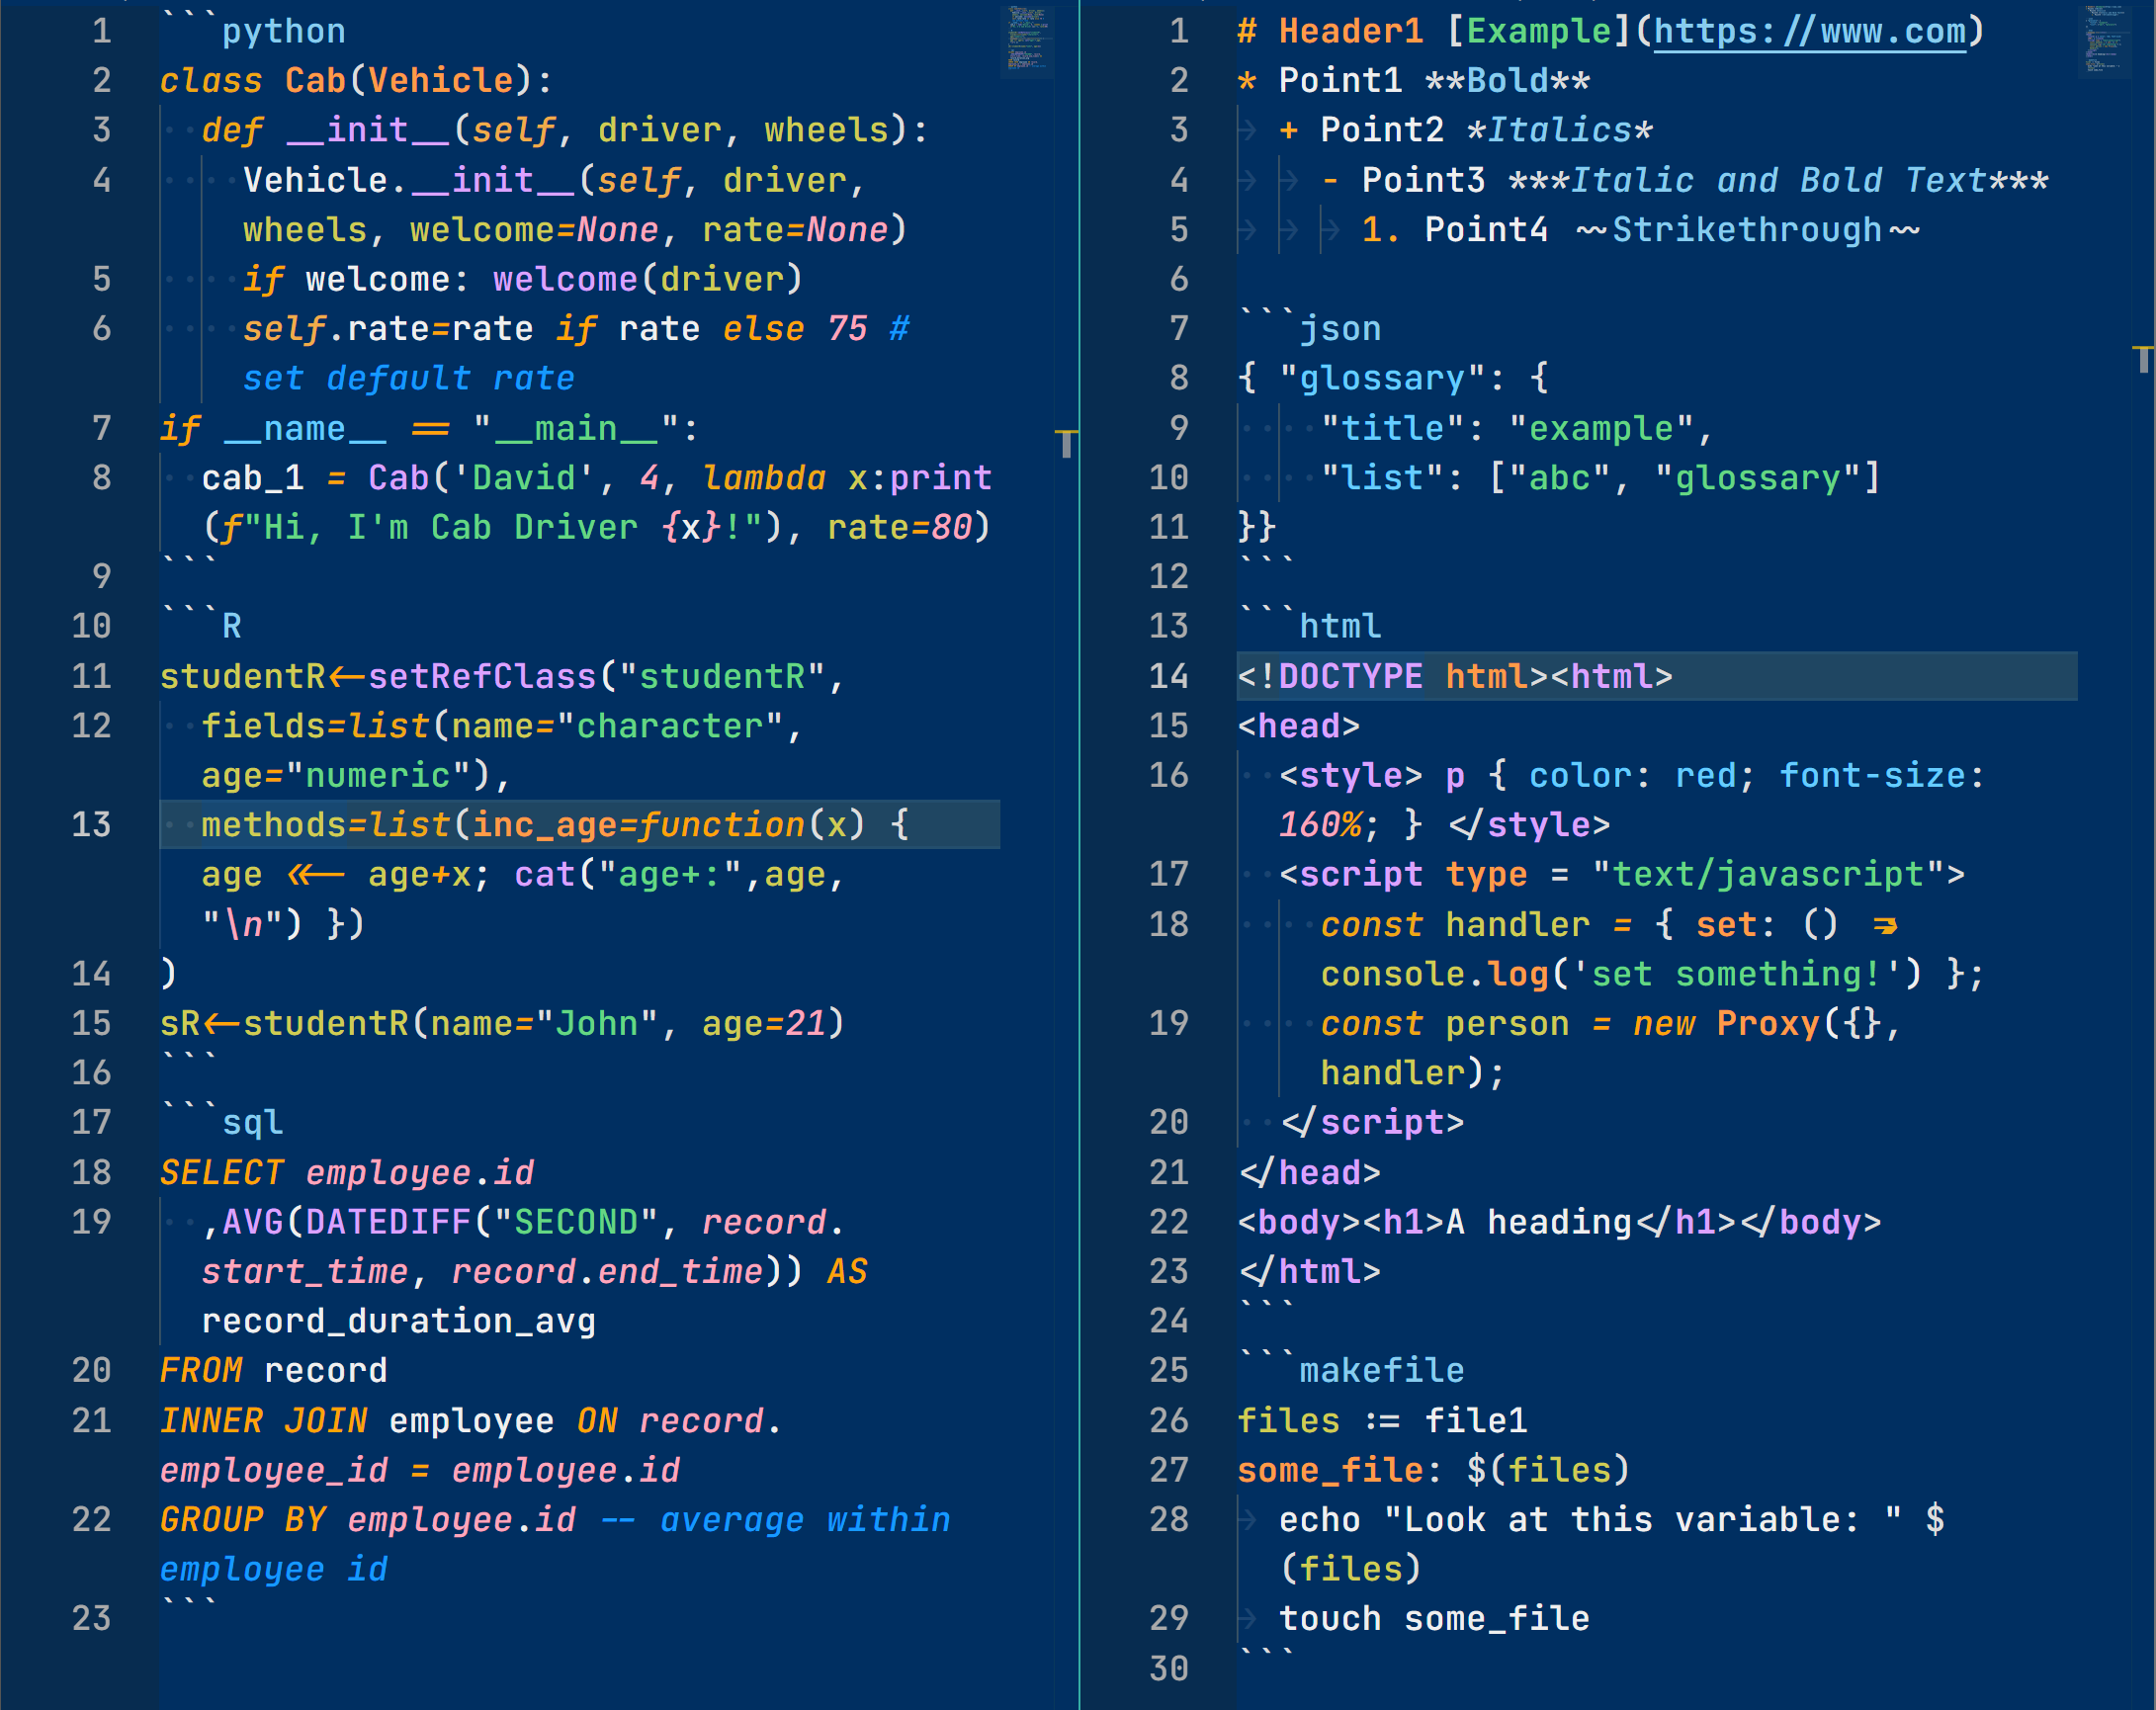 1 ```python
2 class Cab(Vehicle):
3 def __init__(self, driver, wheels):
4 Vehicle.__init__(self, driver,
wheels, welcome=None, rate=None)
5 if welcome: welcome(driver)
6 self.rate=rate if rate else 75 #
set default rate
7 if __name__ == "__main__":
8 cab_1 = Cab('David', 4, lambda x:print
(f"Hi, I'm Cab Driver {x}!"), rate=80)
9 ```
10 ```R
11 studentR<-setRefClass("studentR",
12 fields=list(name="character",
age="numeric"),
13 methods=list(inc_age=function(x) {
age <<- age+x; cat("age+:",age,
"\n") })
14 )
15 sR<-studentR(name="John", age=21)
16 ```
17 ```sql
18 SELECT employee.id
19 ,AVG(DATEDIFF("SECOND", record.
start_time, record.end_time)) AS
record_duration_avg
20 FROM record
21 INNER JOIN employee ON record.
employee_id = employee.id
22 GROUP BY employee.id -- average within
employee id
23 ```
1 # Header1 [Example](https://www.com)
2 * Point1 **Bold**
3 + Point2 *Italics*
4 - Point3 ***Italic and Bold Text***
5 1. Point4 ~~Strikethrough~~
6
7 ```json
8 { "glossary": {
9 "title": "example",
10 "list": ["abc", "glossary"]
11 }}
12 ```
13 ```html
14 <!DOCTYPE html><html>
15 <head>
16 <style> p { color: red; font-size:
160%; } </style>
17 <script type = "text/javascript">
18 const handler = { set: () =>
console.log('set something!') };
19 const person = new Proxy({},
handler);
20 </script>
21 </head>
22 <body><h1>A heading</h1></body>
23 </html>
24 ```
25 ```makefile
26 files := file1
27 some_file: $(files)
28 echo "Look at this variable: " $
(files)
29 touch some_file
30 ```